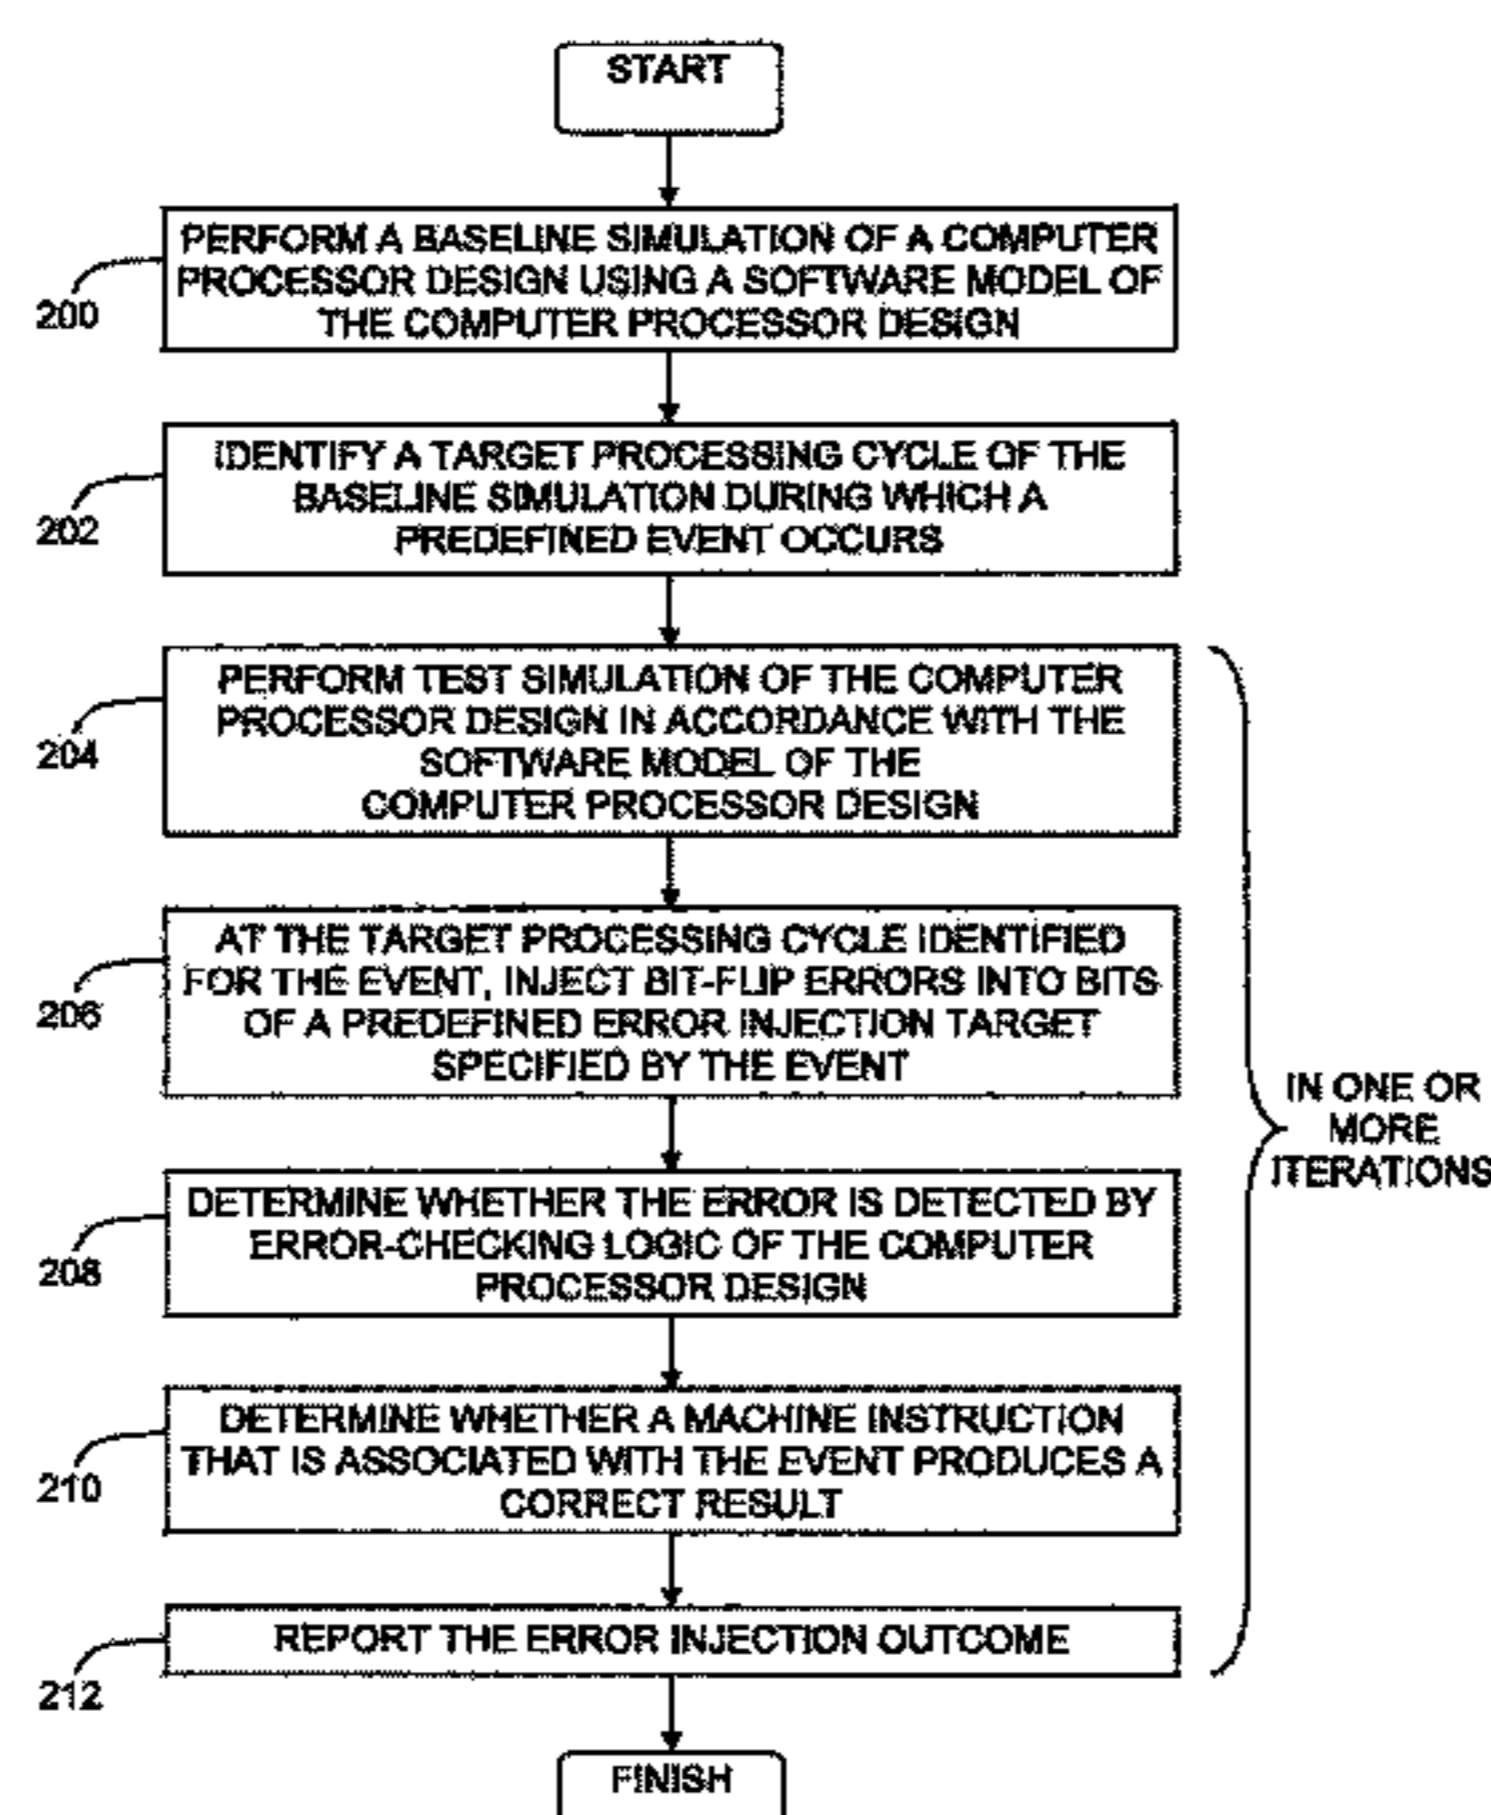 START
PERFORM A BASELINE SIMULATION OF A COMPUTER
PROCESSOR DESIGN USING A SOFTWARE MODEL OF
THE COMPUTER PROCESSOR DESIGN
200
IDENTIFY A TARGET PROCESSING CYCLE OF THE
BASELINE SIMULATION DURING WHICH A
PREDEFINED EVENT OCCURS
202
PERFORM TEST SIMULATION OF THE COMPUTER
PROCESSOR DESIGN IN ACCORDANCE WITH THE
SOFTWARE MODEL OF THE
COMPUTER PROCESSOR DESIGN
204
AT THE TARGET PROCESSING CYCLE IDENTIFIED
FOR THE EVENT, INJECT BIT-FLIP ERRORS INTO BITS
OF A PREDEFINED ERROR INJECTION TARGET
SPECIFIED BY THE EVENT
206
IN ONE OR
MORE
ITERATIONS
DETERMINE WHETHER THE ERROR IS DETECTED BY
ERROR-CHECKING LOGIC OF THE COMPUTER
PROCESSOR DESIGN
208
DETERMINE WHETHER A MACHINE INSTRUCTION
THAT IS ASSOCIATED WITH THE EVENT PRODUCES A
CORRECT RESULT
210
REPORT THE ERROR INJECTION OUTCOME
212
FINISH